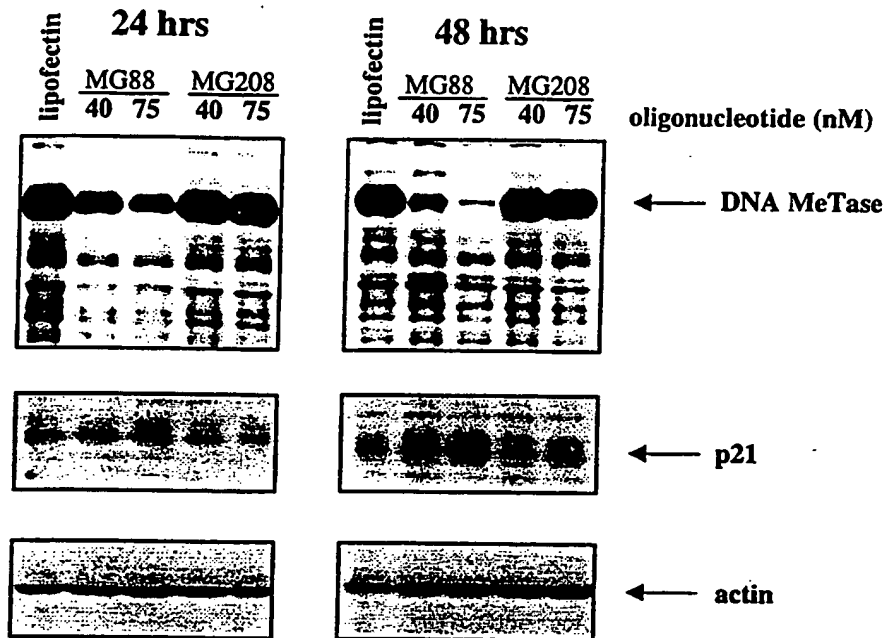 24 hrs
48 hrs
lipofectin
MG88
MG208
40 75 40 75
lipofectin
MG88
MG208
40 75 40 75
oligonucleotide (nM)
DNA MeTase
p21
actin